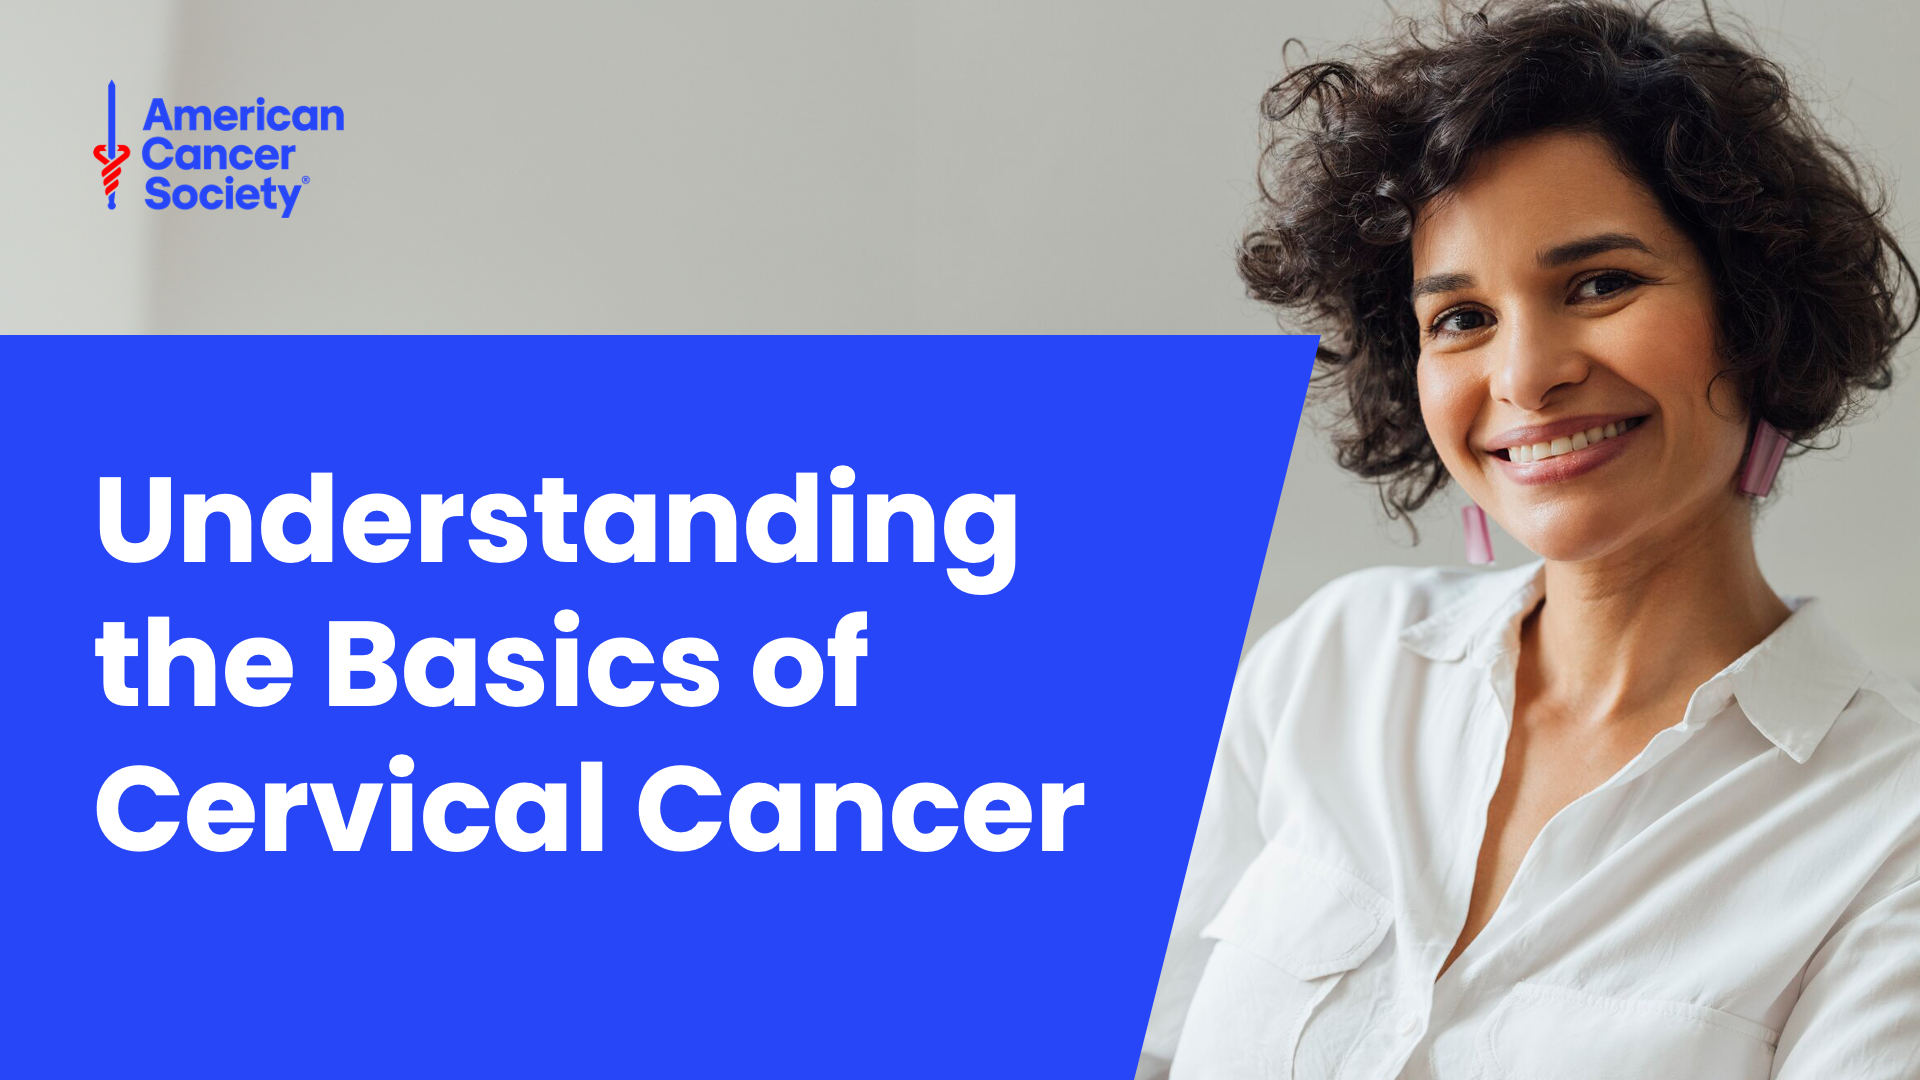 American
Cancer
Society®
Understanding
the Basics of
Cervical Cancer